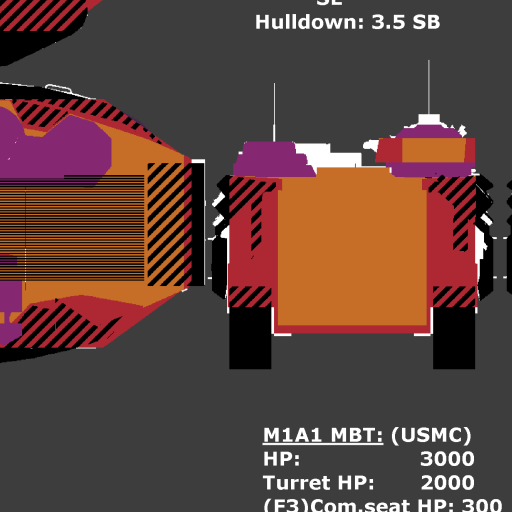 Hulldown: 3.5 SB
M1A1 MBT: (USMC)
HP: 3000
Turret HP: 2000
(F3)Com.seat HP: 300